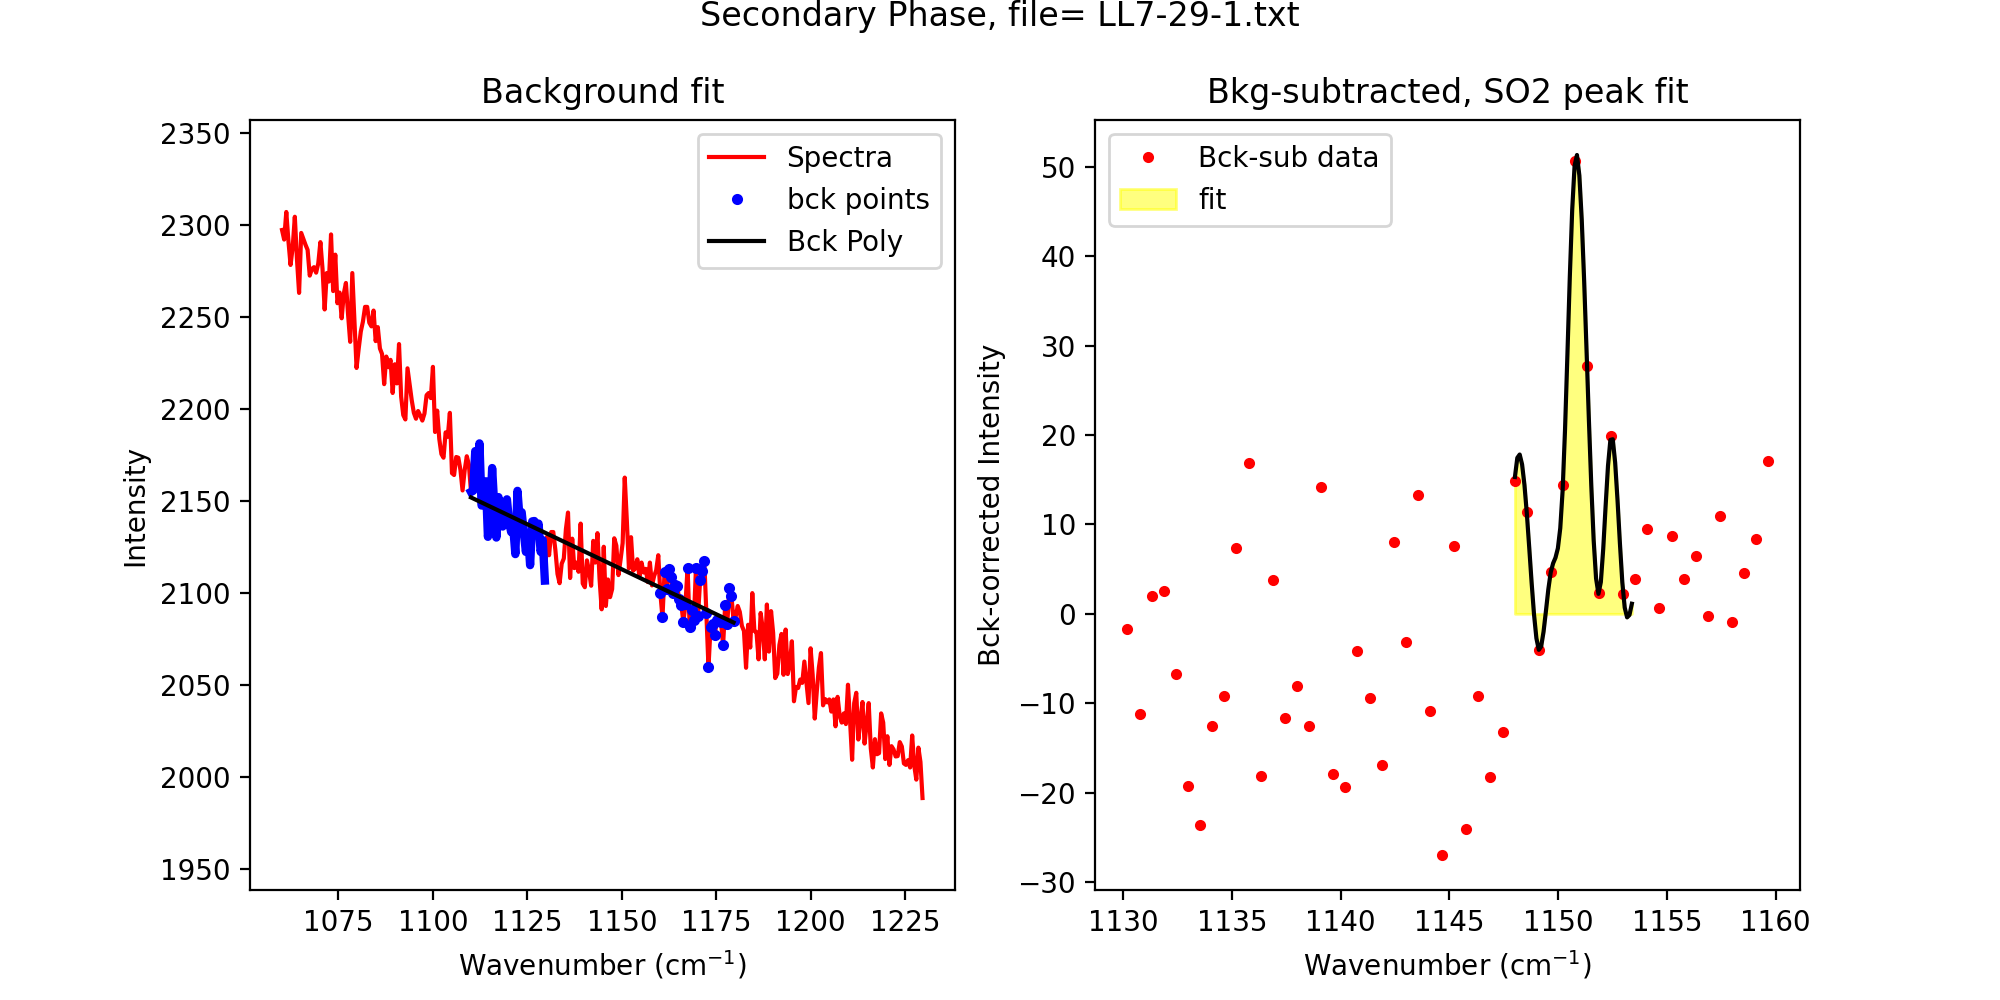 Secondary Phase, file= LL7-29-1.txt
Background fit
2350
2300
2250
2200
2150
2100
2050
2000
1950
Intensity
Spectra
bck points
Bck Poly
1075 1100 1125 1150 1175 1200 1225
Wavenumber (cm⁻¹)
Bkg-subtracted, SO2 peak fit
50
40
30
20
10
0
−10
−20
−30
Bck-corrected Intensity
Bck-sub data
fit
1130 1135 1140 1145 1150 1155 1160
Wavenumber (cm⁻¹)